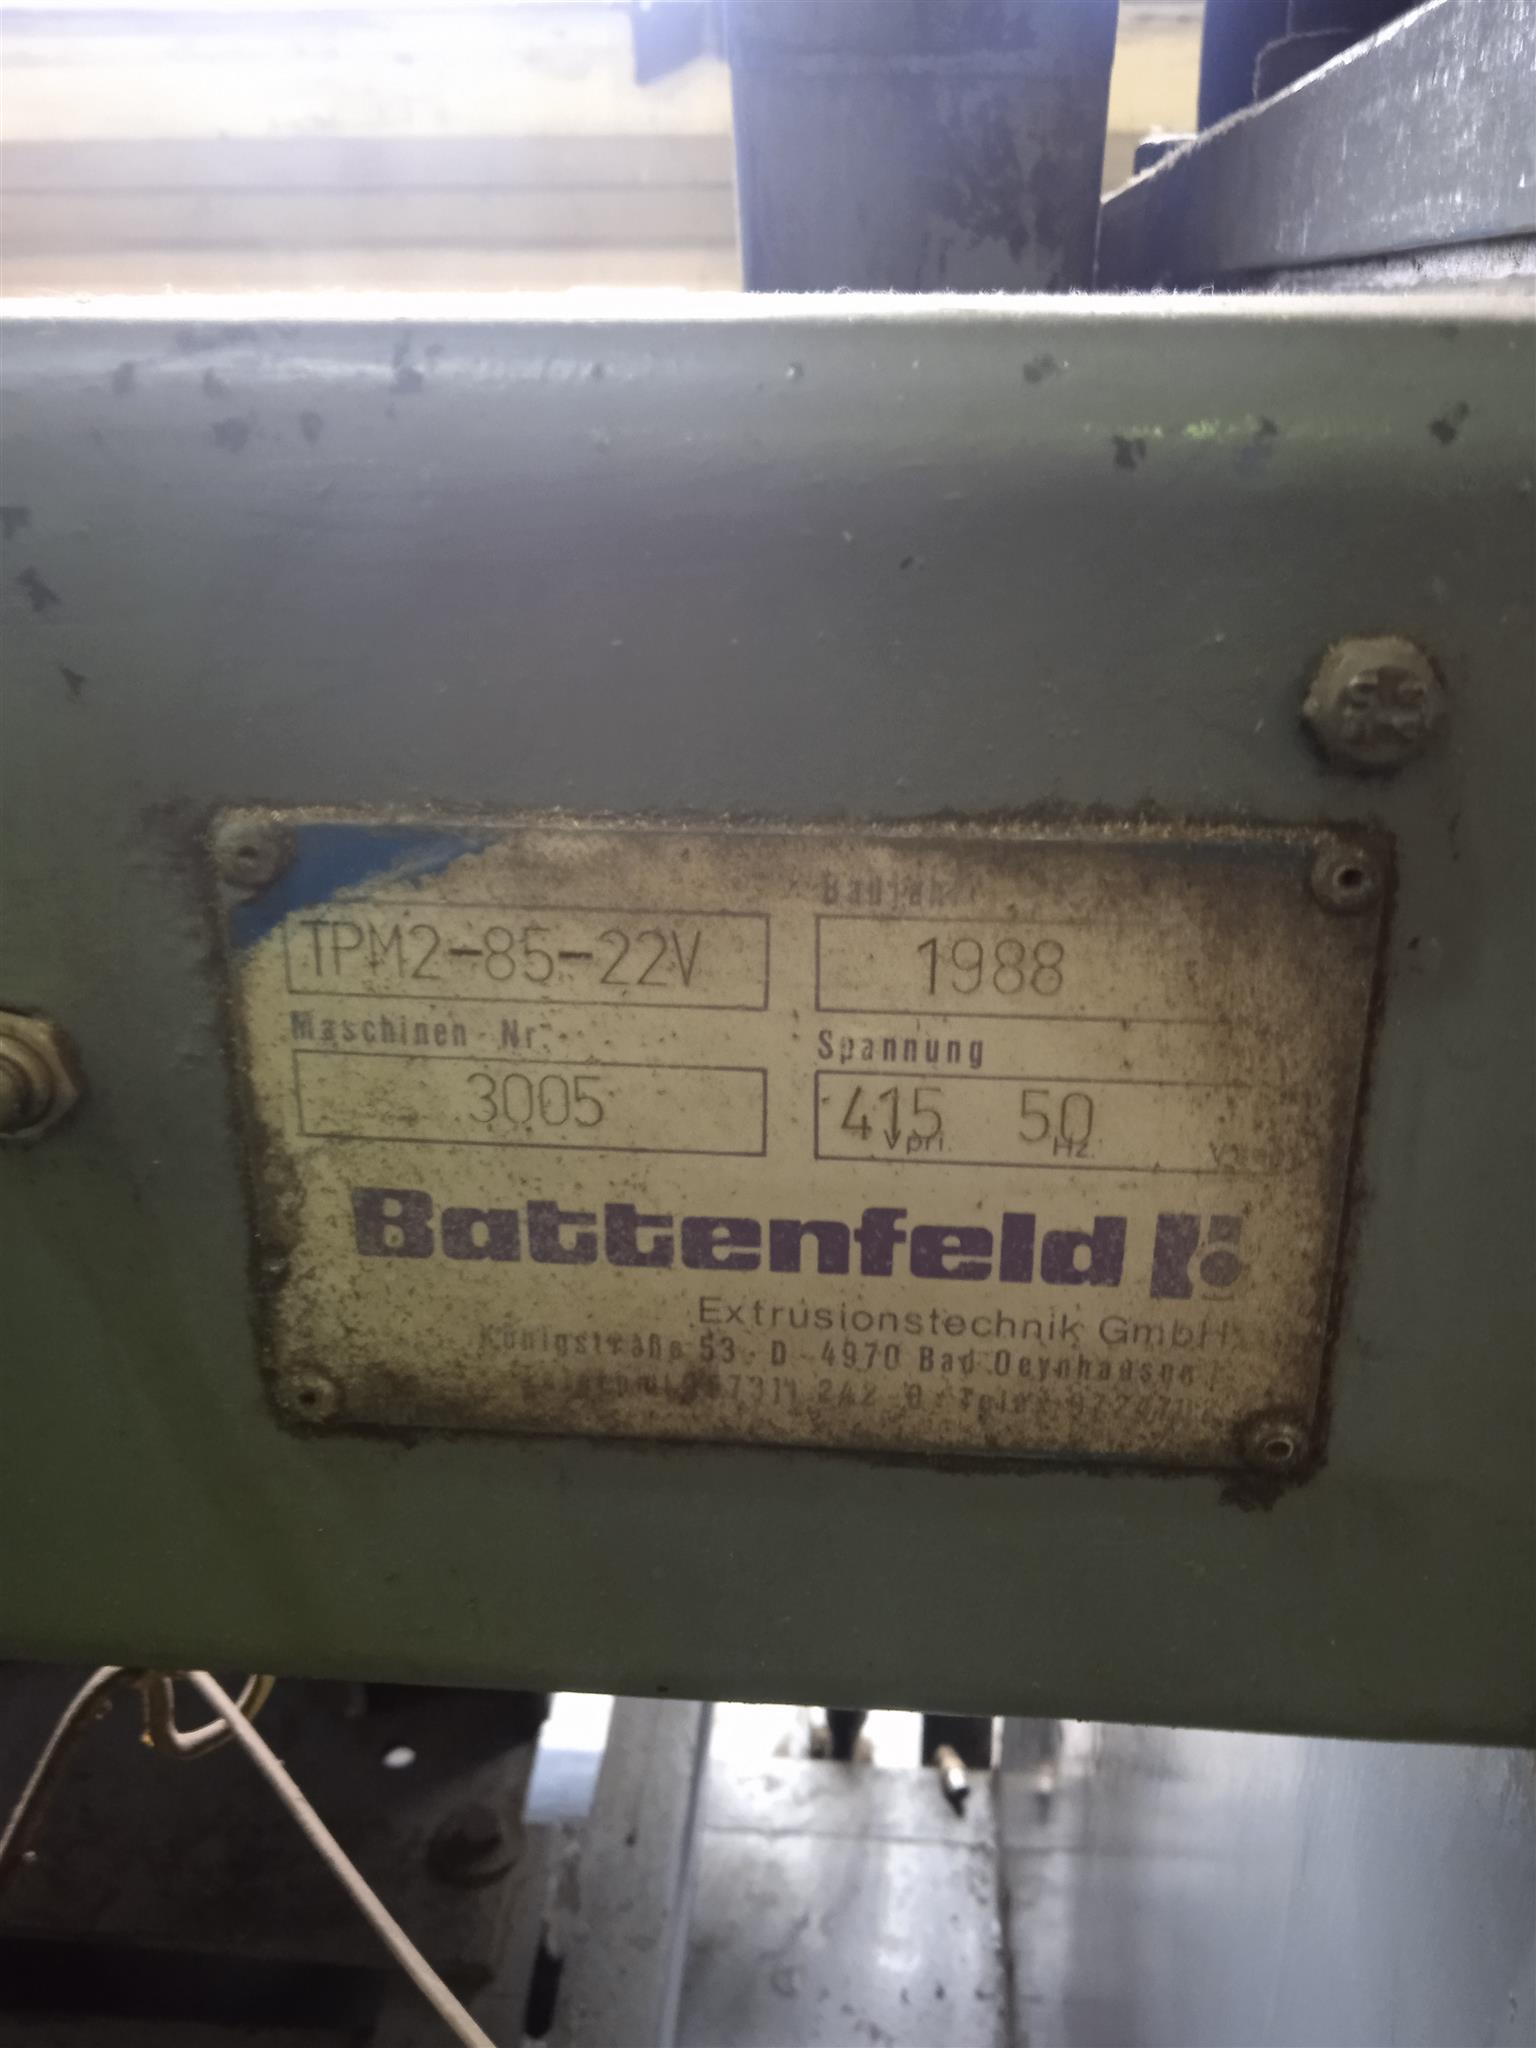 Baujahr
TPM2-85-22V 1988
Maschinen-Nr. Spannung
3005 415 V pri. 50 Hz.
Battenfeld
Extrusionstechnik GmbH
Königstraße 53 · D-4970 Bad Oeynhausen